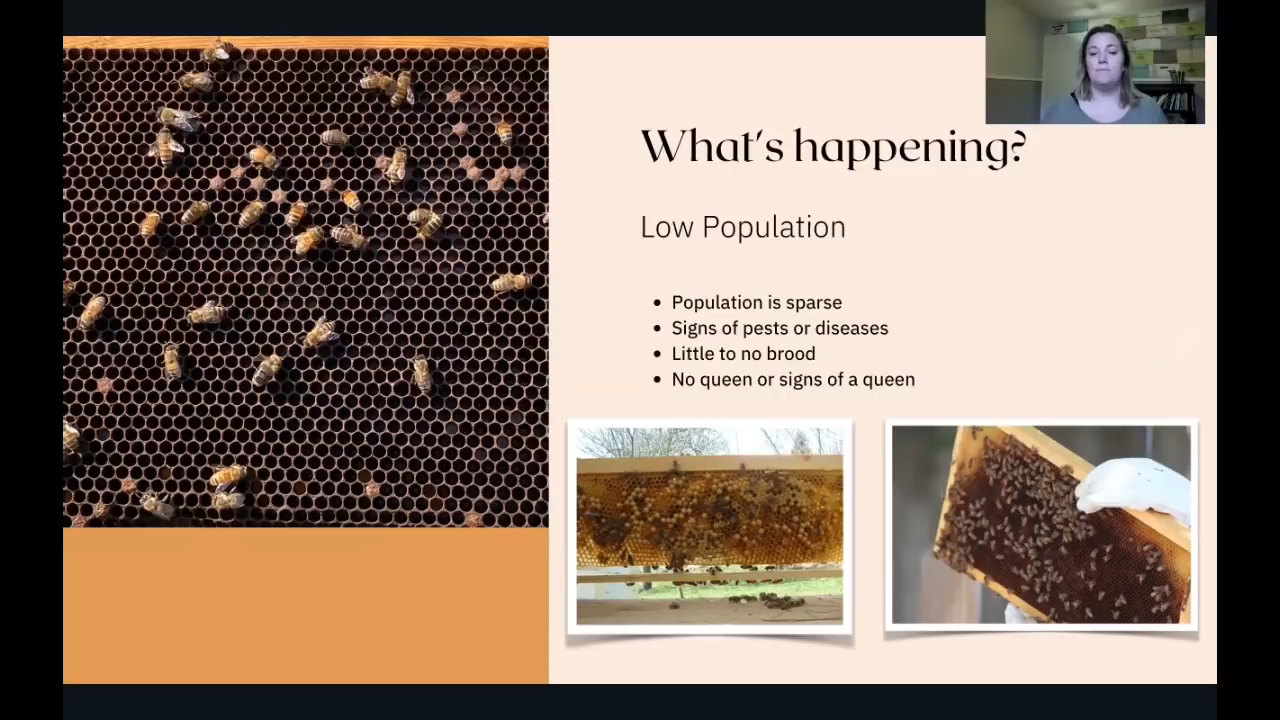 What's happening?
Low Population
• Population is sparse
• Signs of pests or diseases
• Little to no brood
• No queen or signs of a queen